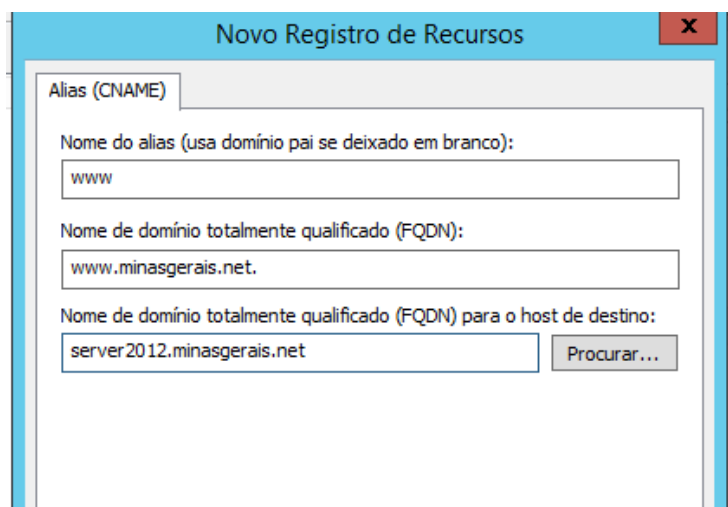 Novo Registro de Recursos
x
Alias (CNAME)
Nome do alias (usa domínio pai se deixado em branco):
www
Nome de domínio totalmente qualificado (FQDN):
www.minasgerais.net.
Nome de domínio totalmente qualificado (FQDN) para o host de destino:
server2012.minasgerais.net
Procurar...